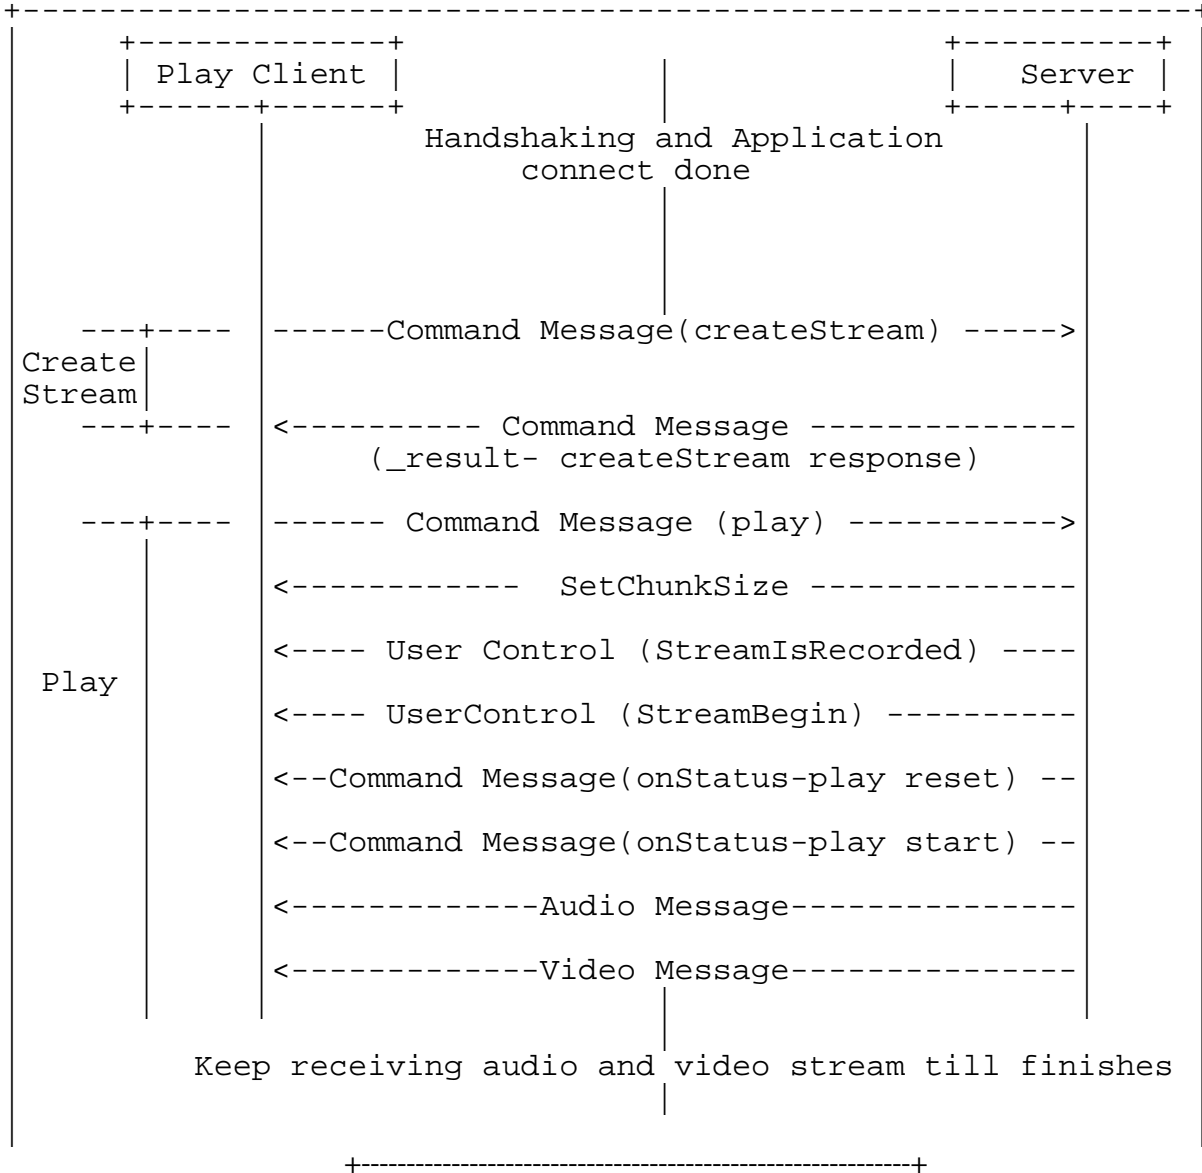 Play Client Server
Handshaking and Application
connect done
------Command Message(createStream) ----->
Create
Stream
<---------- Command Message --------------
(_result- createStream response)
------ Command Message (play) ----------->
<------------ SetChunkSize --------------
<---- User Control (StreamIsRecorded) ----
Play
<---- UserControl (StreamBegin) ----------
<--Command Message(onStatus-play reset) --
<--Command Message(onStatus-play start) --
<-------------Audio Message---------------
<-------------Video Message---------------
Keep receiving audio and video stream till finishes